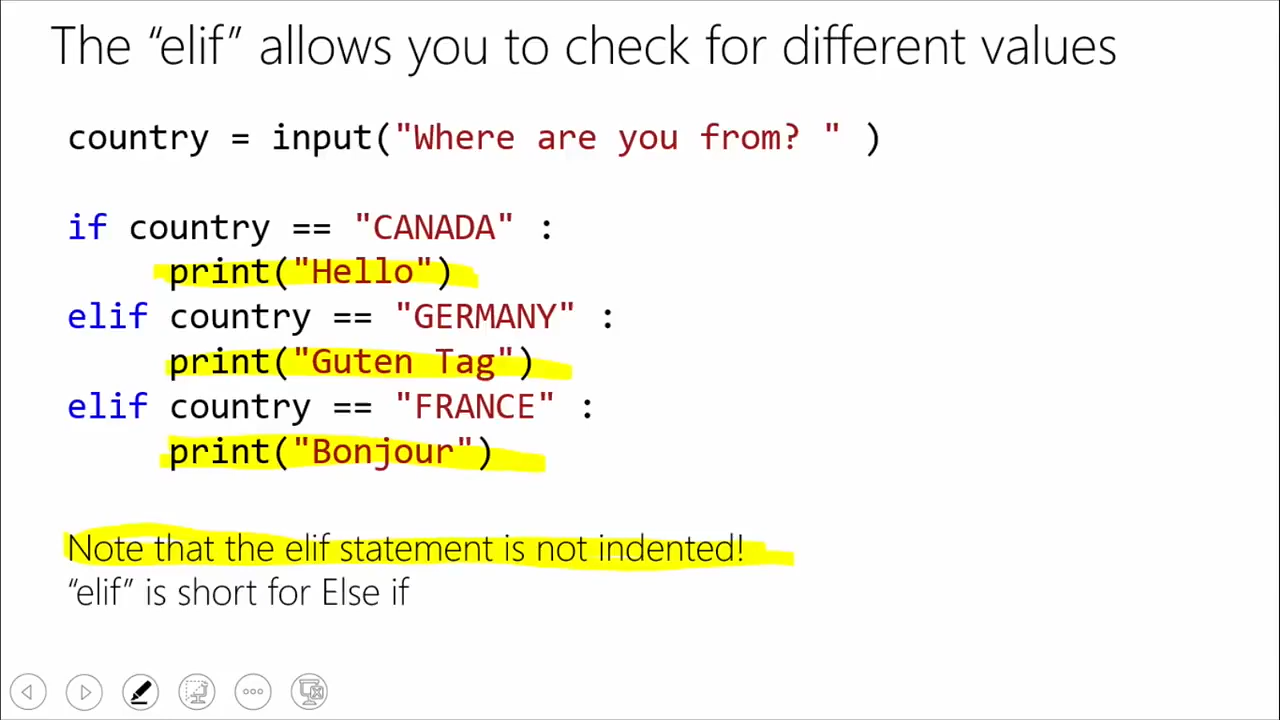 The “elif” allows you to check for different values
country = input("Where are you from? " )
if country == "CANADA" :
print("Hello")
elif country == "GERMANY" :
print("Guten Tag")
elif country == "FRANCE" :
print("Bonjour")
Note that the elif statement is not indented!
“elif” is short for Else if